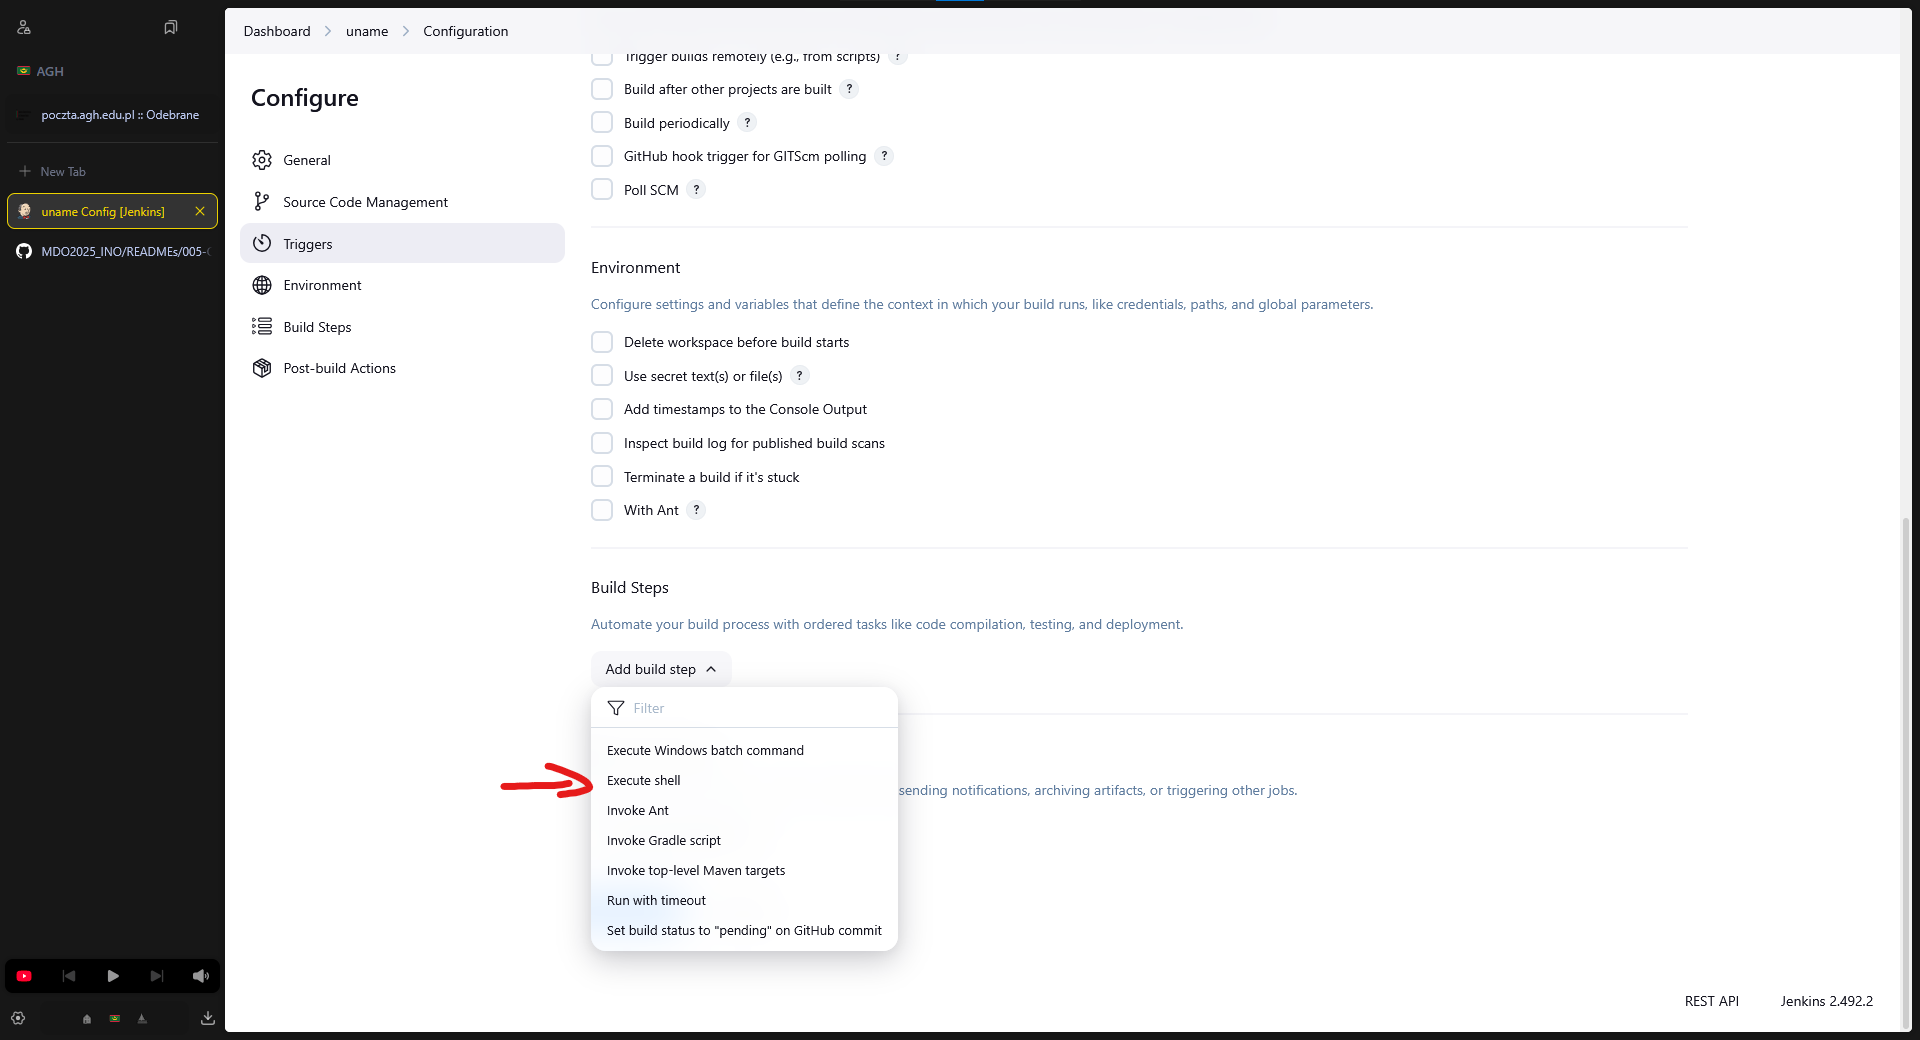 AGH
poczta.agh.edu.pl :: Odebrane
New Tab
uname Config [Jenkins]
MDO2025_INO/READMEs/005-
Dashboard
uname
Configuration
Configure
General
Source Code Management
Triggers
Environment
Build Steps
Post-build Actions
Trigger builds remotely (e.g., from scripts) ?
Build after other projects are built ?
Build periodically ?
GitHub hook trigger for GITScm polling ?
Poll SCM ?
Environment
Configure settings and variables that define the context in which your build runs, like credentials, paths, and global parameters.
Delete workspace before build starts
Use secret text(s) or file(s) ?
Add timestamps to the Console Output
Inspect build log for published build scans
Terminate a build if it's stuck
With Ant ?
Build Steps
Automate your build process with ordered tasks like code compilation, testing, and deployment.
Add build step
Filter
Execute Windows batch command
Execute shell
sending notifications, archiving artifacts, or triggering other jobs.
Invoke Ant
Invoke Gradle script
Invoke top-level Maven targets
Run with timeout
Set build status to "pending" on GitHub commit
REST API
Jenkins 2.492.2